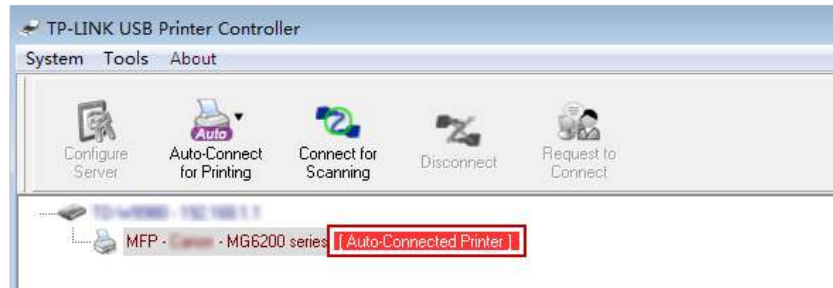 TP-LINK USB Printer Controller
System Tools About
Configure Server
Auto
Auto-Connect for Printing
Connect for Scanning
Disconnect
Request to Connect
MFP - - MG6200 series [ Auto-Connected Printer ]